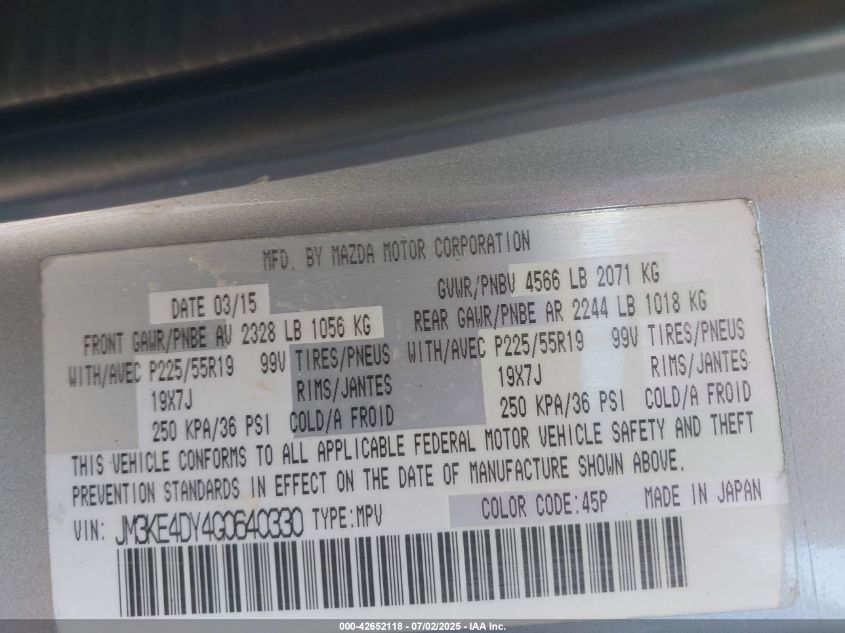 MFD. BY MAZDA MOTOR CORPORATION
DATE 03/15 GVWR/PNBV 4566 LB 2071 KG
FRONT GAWR/PNBE AV 2328 LB 1056 KG REAR GAWR/PNBE AR 2244 LB 1018 KG
WITH/AVEC P225/55R19 99V TIRES/PNEUS WITH/AVEC P225/55R19 99V TIRES/PNEUS
19X7J RIMS/JANTES 19X7J RIMS/JANTES
250 KPA/36 PSI COLD/A FROID 250 KPA/36 PSI COLD/A FROID
THIS VEHICLE CONFORMS TO ALL APPLICABLE FEDERAL MOTOR VEHICLE SAFETY AND THEFT
PREVENTION STANDARDS IN EFFECT ON THE DATE OF MANUFACTURE SHOWN ABOVE.
VIN: JM3KE4DY4G0640330 TYPE:MPV COLOR CODE:45P MADE IN JAPAN
000-42652118 - 07/02/2025 - IAA Inc.